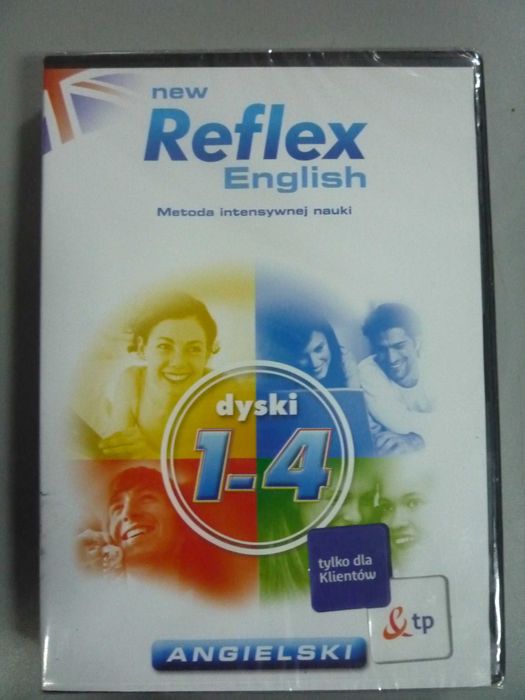 new
Reflex
English
Metoda intensywnej nauki
dyski
1-4
tylko dla
Klientów
& tp
ANGIELSKI